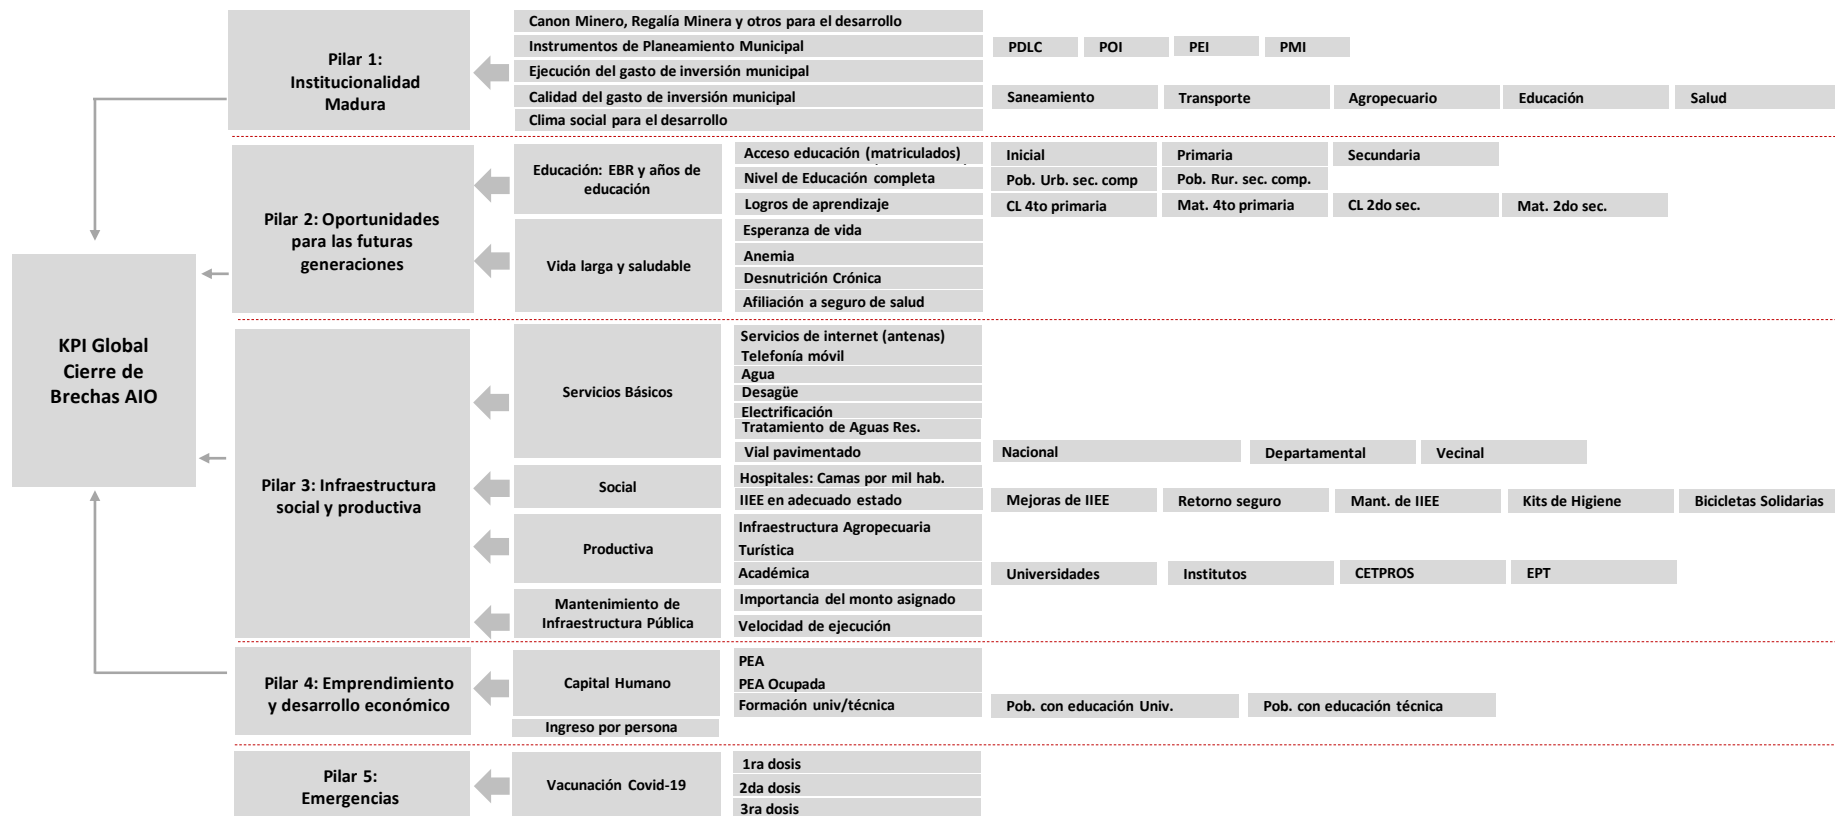 KPI Global
Cierre de
Brechas AIO
Pilar 1:
Institucionalidad
Madura
Canon Minero, Regalía Minera y otros para el desarrollo
Instrumentos de Planeamiento Municipal
PDLC
POI
PEI
PMI
Ejecución del gasto de inversión municipal
Calidad del gasto de inversión municipal
Saneamiento
Transporte
Agropecuario
Educación
Salud
Clima social para el desarrollo
Pilar 2: Oportunidades
para las futuras
generaciones
Educación: EBR y años de
educación
Acceso educación (matriculados)
Inicial
Primaria
Secundaria
Nivel de Educación completa
Pob. Urb. sec. comp
Pob. Rur. sec. comp.
Logros de aprendizaje
CL 4to primaria
Mat. 4to primaria
CL 2do sec.
Mat. 2do sec.
Vida larga y saludable
Esperanza de vida
Anemia
Desnutrición Crónica
Afiliación a seguro de salud
Pilar 3: Infraestructura
social y productiva
Servicios Básicos
Servicios de internet (antenas)
Telefonía móvil
Agua
Desagüe
Electrificación
Tratamiento de Aguas Res.
Vial pavimentado
Nacional
Departamental
Vecinal
Social
Hospitales: Camas por mil hab.
IIEE en adecuado estado
Mejoras de IIEE
Retorno seguro
Mant. de IIEE
Kits de Higiene
Bicicletas Solidarias
Productiva
Infraestructura Agropecuaria
Turística
Académica
Universidades
Institutos
CETPROS
EPT
Mantenimiento de
Infraestructura Pública
Importancia del monto asignado
Velocidad de ejecución
Pilar 4: Emprendimiento
y desarrollo económico
Capital Humano
PEA
PEA Ocupada
Formación univ/técnica
Pob. con educación Univ.
Pob. con educación técnica
Ingreso por persona
Pilar 5:
Emergencias
Vacunación Covid-19
1ra dosis
2da dosis
3ra dosis